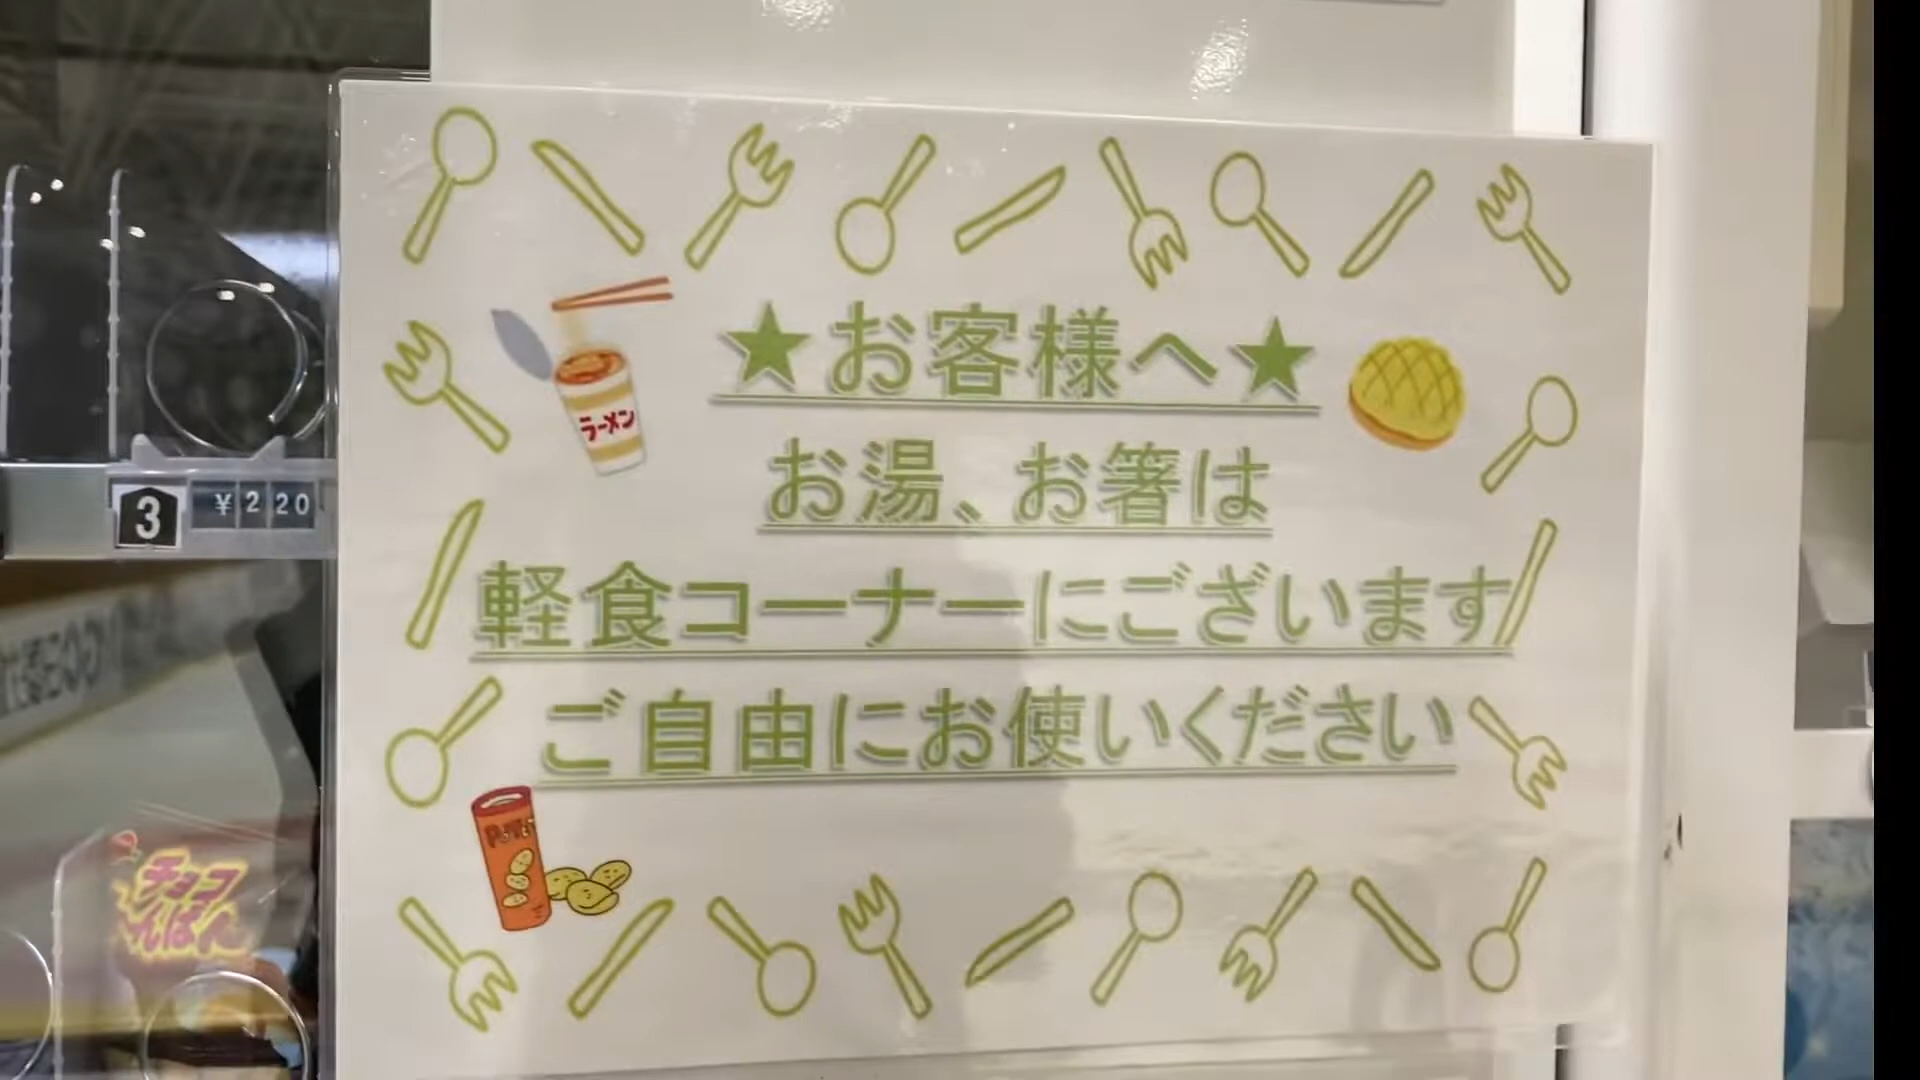 ★お客様へ★
ラーメン
お湯、お箸は
3 ¥220
軽食コーナーにございます
ご自由にお使いください
チョコ
んばん